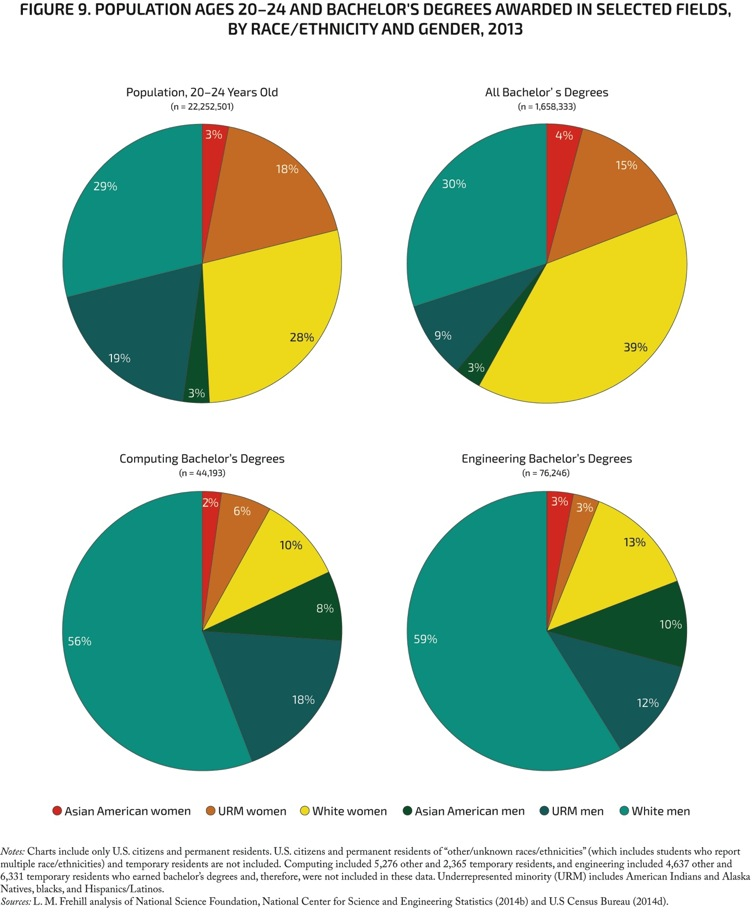 FIGURE 9. POPULATION AGES 20–24 AND BACHELOR'S DEGREES AWARDED IN SELECTED FIELDS,
BY RACE/ETHNICITY AND GENDER, 2013
Population, 20–24 Years Old
(n = 22,252,501)
3%
18%
29%
28%
19%
3%
All Bachelor' s Degrees
(n = 1,658,333)
4%
15%
30%
9%
39%
3%
Computing Bachelor's Degrees
(n = 44,193)
2%
6%
10%
8%
56%
18%
Engineering Bachelor's Degrees
(n = 76,246)
3%
3%
13%
10%
59%
12%
Asian American women URM women White women Asian American men URM men White men
Notes: Charts include only U.S. citizens and permanent residents. U.S. citizens and permanent residents of “other/unknown races/ethnicities” (which includes students who report
multiple race/ethnicities) and temporary residents are not included. Computing included 5,276 other and 2,365 temporary residents, and engineering included 4,637 other and
6,331 temporary residents who earned bachelor's degrees and, therefore, were not included in these data. Underrepresented minority (URM) includes American Indians and Alaska
Natives, blacks, and Hispanics/Latinos.
Sources: L. M. Frehill analysis of National Science Foundation, National Center for Science and Engineering Statistics (2014b) and U.S Census Bureau (2014d).